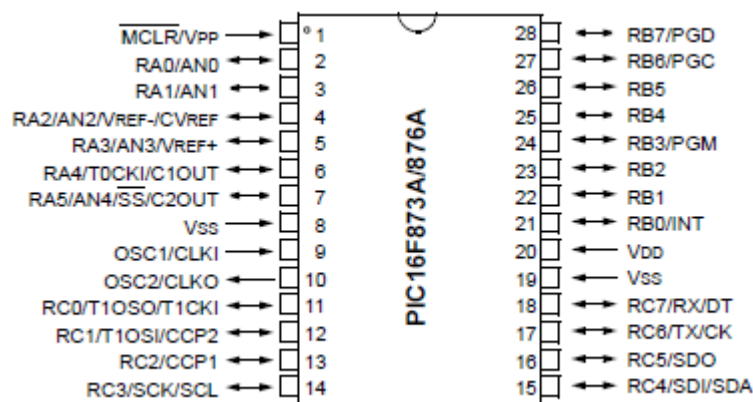 MCLR/VPP 1 28 RB7/PGD
RA0/AN0 2 27 RB6/PGC
RA1/AN1 3 26 RB5
RA2/AN2/VREF-/CVREF 4 25 RB4
RA3/AN3/VREF+ 5 24 RB3/PGM
RA4/T0CKI/C1OUT 6 23 RB2
RA5/AN4/SS/C2OUT 7 22 RB1
VSS 8 21 RB0/INT
OSC1/CLKI 9 20 VDD
OSC2/CLKO 10 19 VSS
RC0/T1OSO/T1CKI 11 18 RC7/RX/DT
RC1/T1OSI/CCP2 12 17 RC6/TX/CK
RC2/CCP1 13 16 RC5/SDO
RC3/SCK/SCL 14 15 RC4/SDI/SDA
PIC16F873A/876A